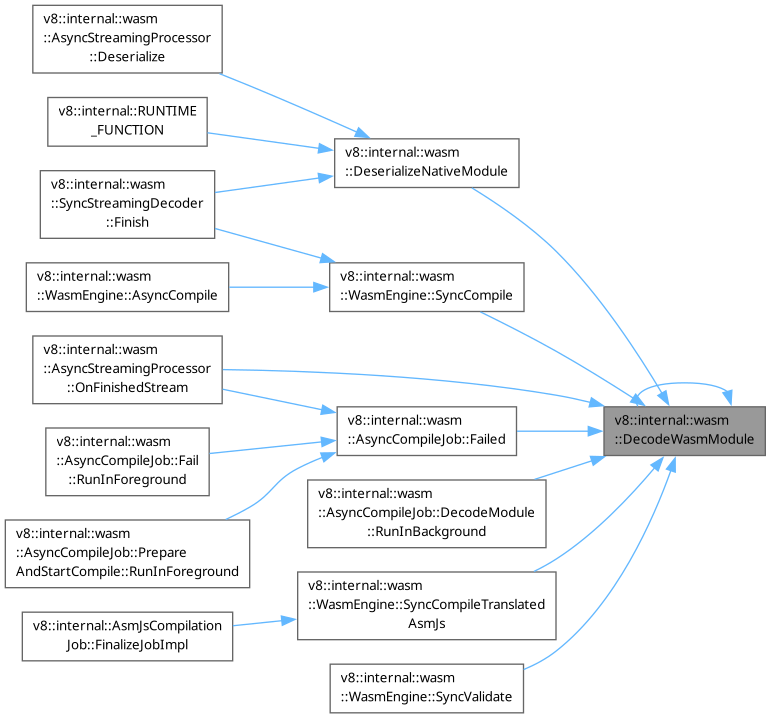 v8::internal::wasm
::AsyncStreamingProcessor
::Deserialize
v8::internal::RUNTIME
_FUNCTION
v8::internal::wasm
::DeserializeNativeModule
v8::internal::wasm
::SyncStreamingDecoder
::Finish
v8::internal::wasm
::WasmEngine::AsyncCompile
v8::internal::wasm
::WasmEngine::SyncCompile
v8::internal::wasm
::AsyncStreamingProcessor
::OnFinishedStream
v8::internal::wasm
::AsyncCompileJob::Failed
v8::internal::wasm
::DecodeWasmModule
v8::internal::wasm
::AsyncCompileJob::Fail
::RunInForeground
v8::internal::wasm
::AsyncCompileJob::DecodeModule
::RunInBackground
v8::internal::wasm
::AsyncCompileJob::Prepare
AndStartCompile::RunInForeground
v8::internal::wasm
::WasmEngine::SyncCompileTranslated
AsmJs
v8::internal::AsmJsCompilation
Job::FinalizeJobImpl
v8::internal::wasm
::WasmEngine::SyncValidate